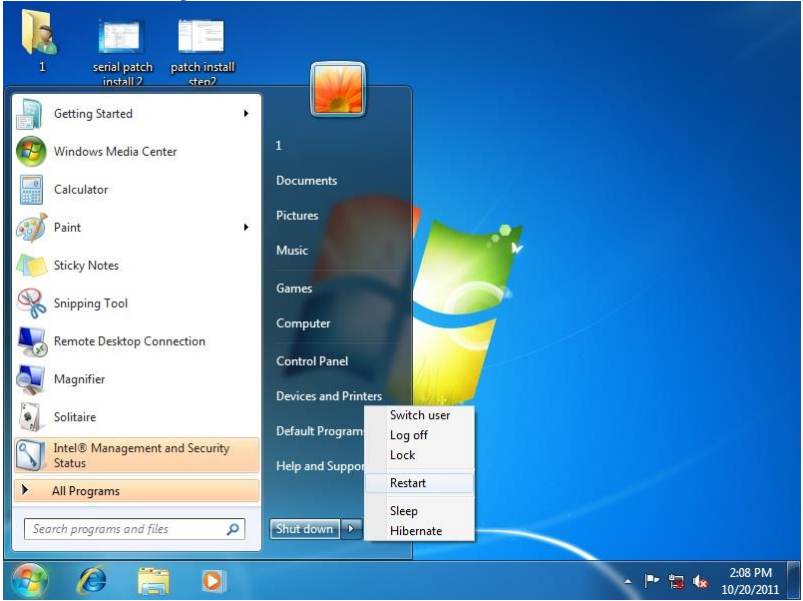 1
serial patch
install 2
patch install
step2
Getting Started
Windows Media Center
Calculator
Paint
Sticky Notes
Snipping Tool
Remote Desktop Connection
Magnifier
Solitaire
Intel® Management and Security
Status
All Programs
Search programs and files
1
Documents
Pictures
Music
Games
Computer
Control Panel
Devices and Printers
Default Program
Help and Suppor
Shut down
Switch user
Log off
Lock
Restart
Sleep
Hibernate
2:08 PM
10/20/2011